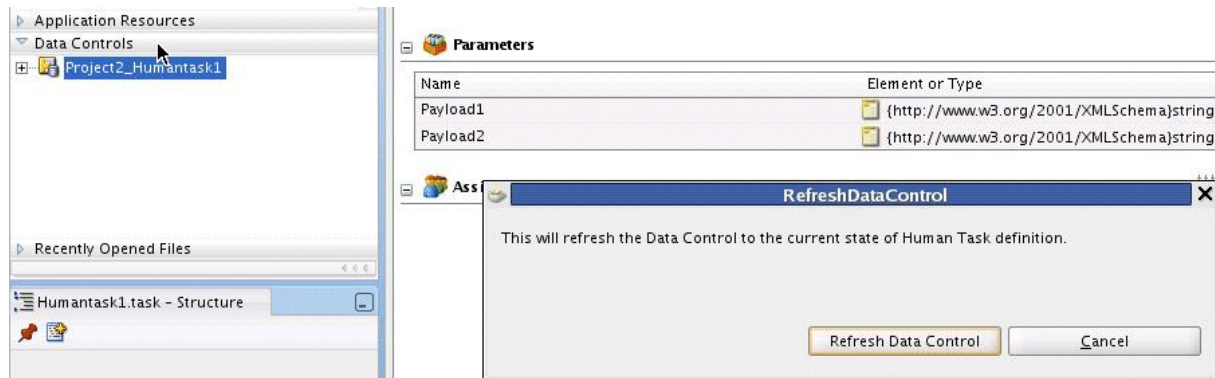 Application Resources
Data Controls
Project2_Humantask1
Recently Opened Files
Humantask1.task - Structure
Parameters
Name Element or Type
Payload1 {http://www.w3.org/2001/XMLSchema}string
Payload2 {http://www.w3.org/2001/XMLSchema}string
Assi
RefreshDataControl
This will refresh the Data Control to the current state of Human Task definition.
Refresh Data Control Cancel